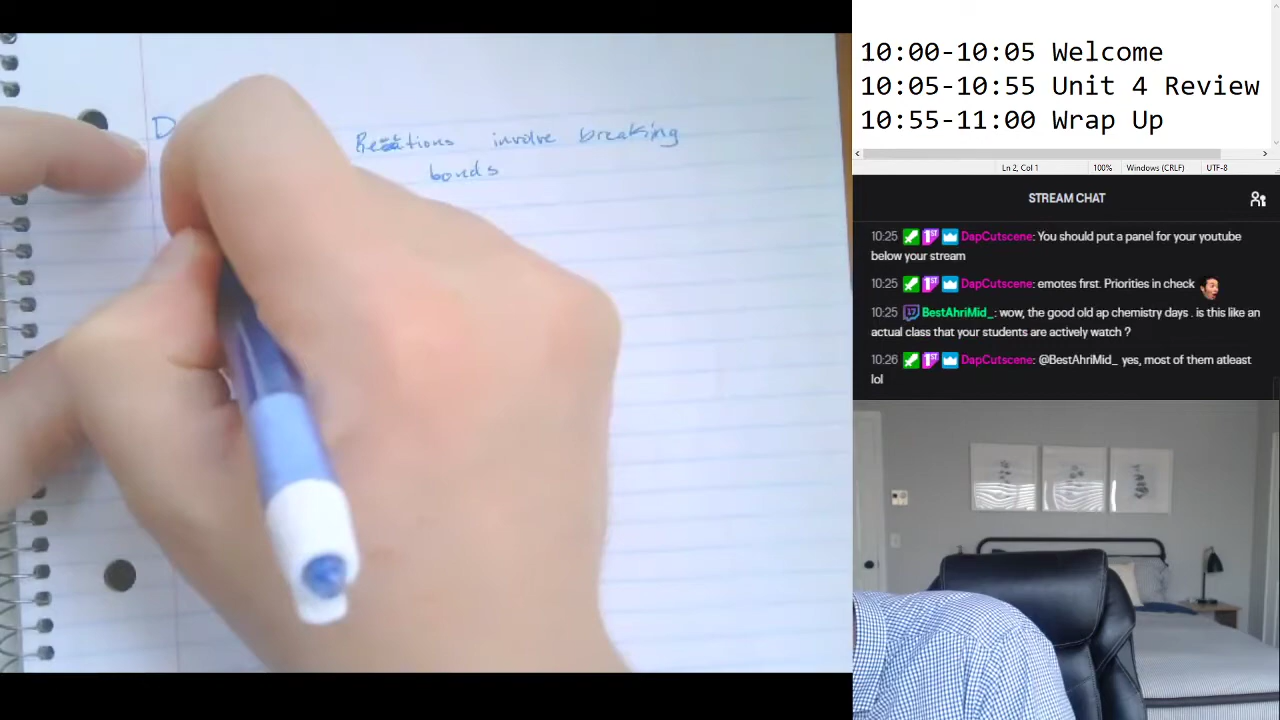 D
Reactions involve breaking
bonds
10:00-10:05 Welcome
10:05-10:55 Unit 4 Review
10:55-11:00 Wrap Up
Ln 2, Col 1 100% Windows (CRLF) UTF-8
STREAM CHAT
10:25 DapCutscene: You should put a panel for your youtube
below your stream
10:25 DapCutscene: emotes first. Priorities in check
10:25 17 BestAhriMid_: wow, the good old ap chemistry days . is this like an
actual class that your students are actively watch ?
10:26 DapCutscene: @BestAhriMid_ yes, most of them atleast
lol